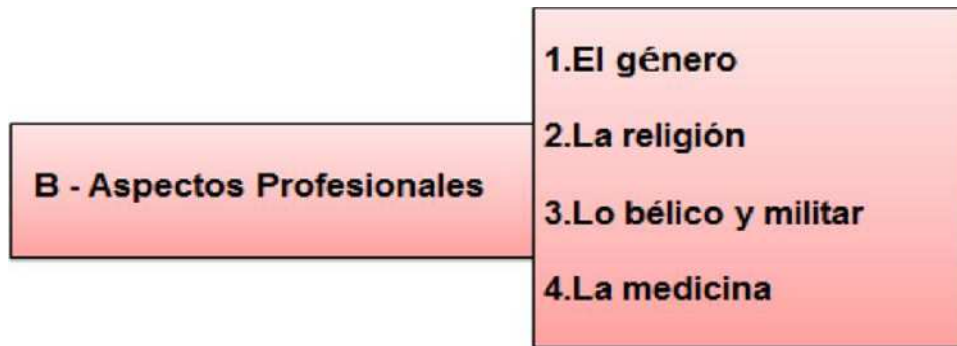 B - Aspectos Profesionales
1.El género
2.La religión
3.Lo bélico y militar
4.La medicina